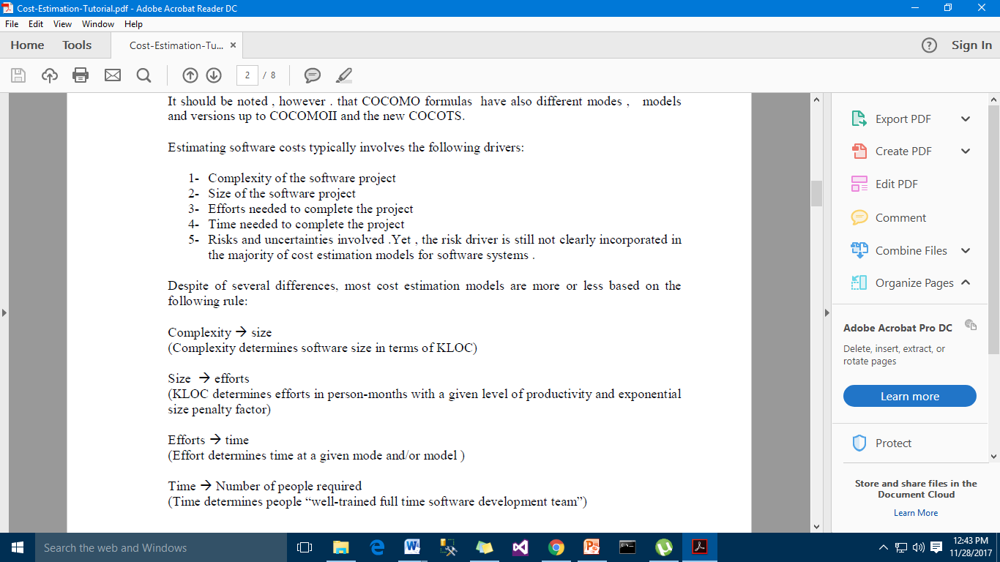 Cost-Estimation-Tutorial.pdf - Adobe Acrobat Reader DC
File Edit View Window Help
Home Tools Cost-Estimation-Tu... × ? Sign In
2 / 8
It should be noted , however . that COCOMO formulas have also different modes , models
and versions up to COCOMOII and the new COCOTS.
Estimating software costs typically involves the following drivers:
1- Complexity of the software project
2- Size of the software project
3- Efforts needed to complete the project
4- Time needed to complete the project
5- Risks and uncertainties involved .Yet , the risk driver is still not clearly incorporated in
the majority of cost estimation models for software systems .
Despite of several differences, most cost estimation models are more or less based on the
following rule:
Complexity → size
(Complexity determines software size in terms of KLOC)
Size → efforts
(KLOC determines efforts in person-months with a given level of productivity and exponential
size penalty factor)
Efforts → time
(Effort determines time at a given mode and/or model )
Time → Number of people required
(Time determines people “well-trained full time software development team”)
Export PDF
Create PDF
Edit PDF
Comment
Combine Files
Organize Pages
Adobe Acrobat Pro DC
Delete, insert, extract, or
rotate pages
Learn more
Protect
Store and share files in the
Document Cloud
Learn More
Search the web and Windows
12:43 PM
11/28/2017